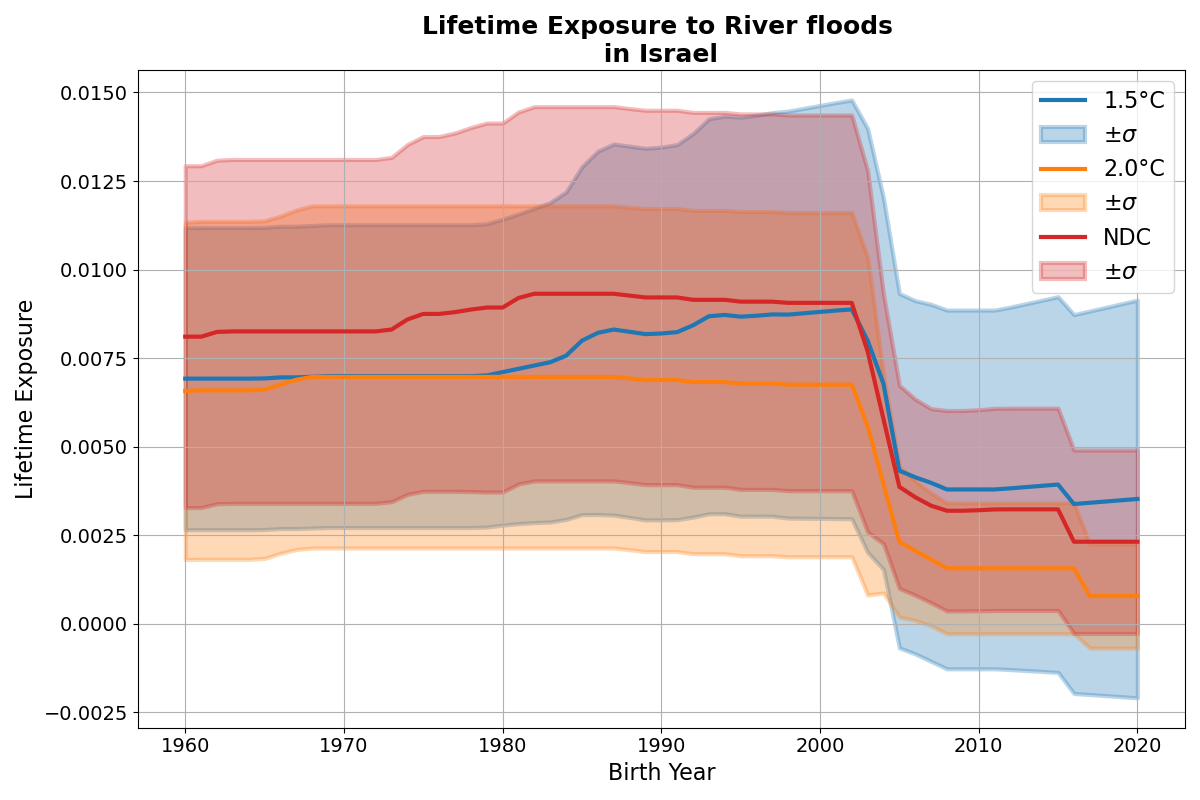 Lifetime Exposure to River floods
in Israel
Lifetime Exposure
0.0150
0.0125
0.0100
0.0075
0.0050
0.0025
0.0000
−0.0025
1960
1970
1980
1990
2000
2010
2020
Birth Year
1.5°C
±σ
2.0°C
±σ
NDC
±σ